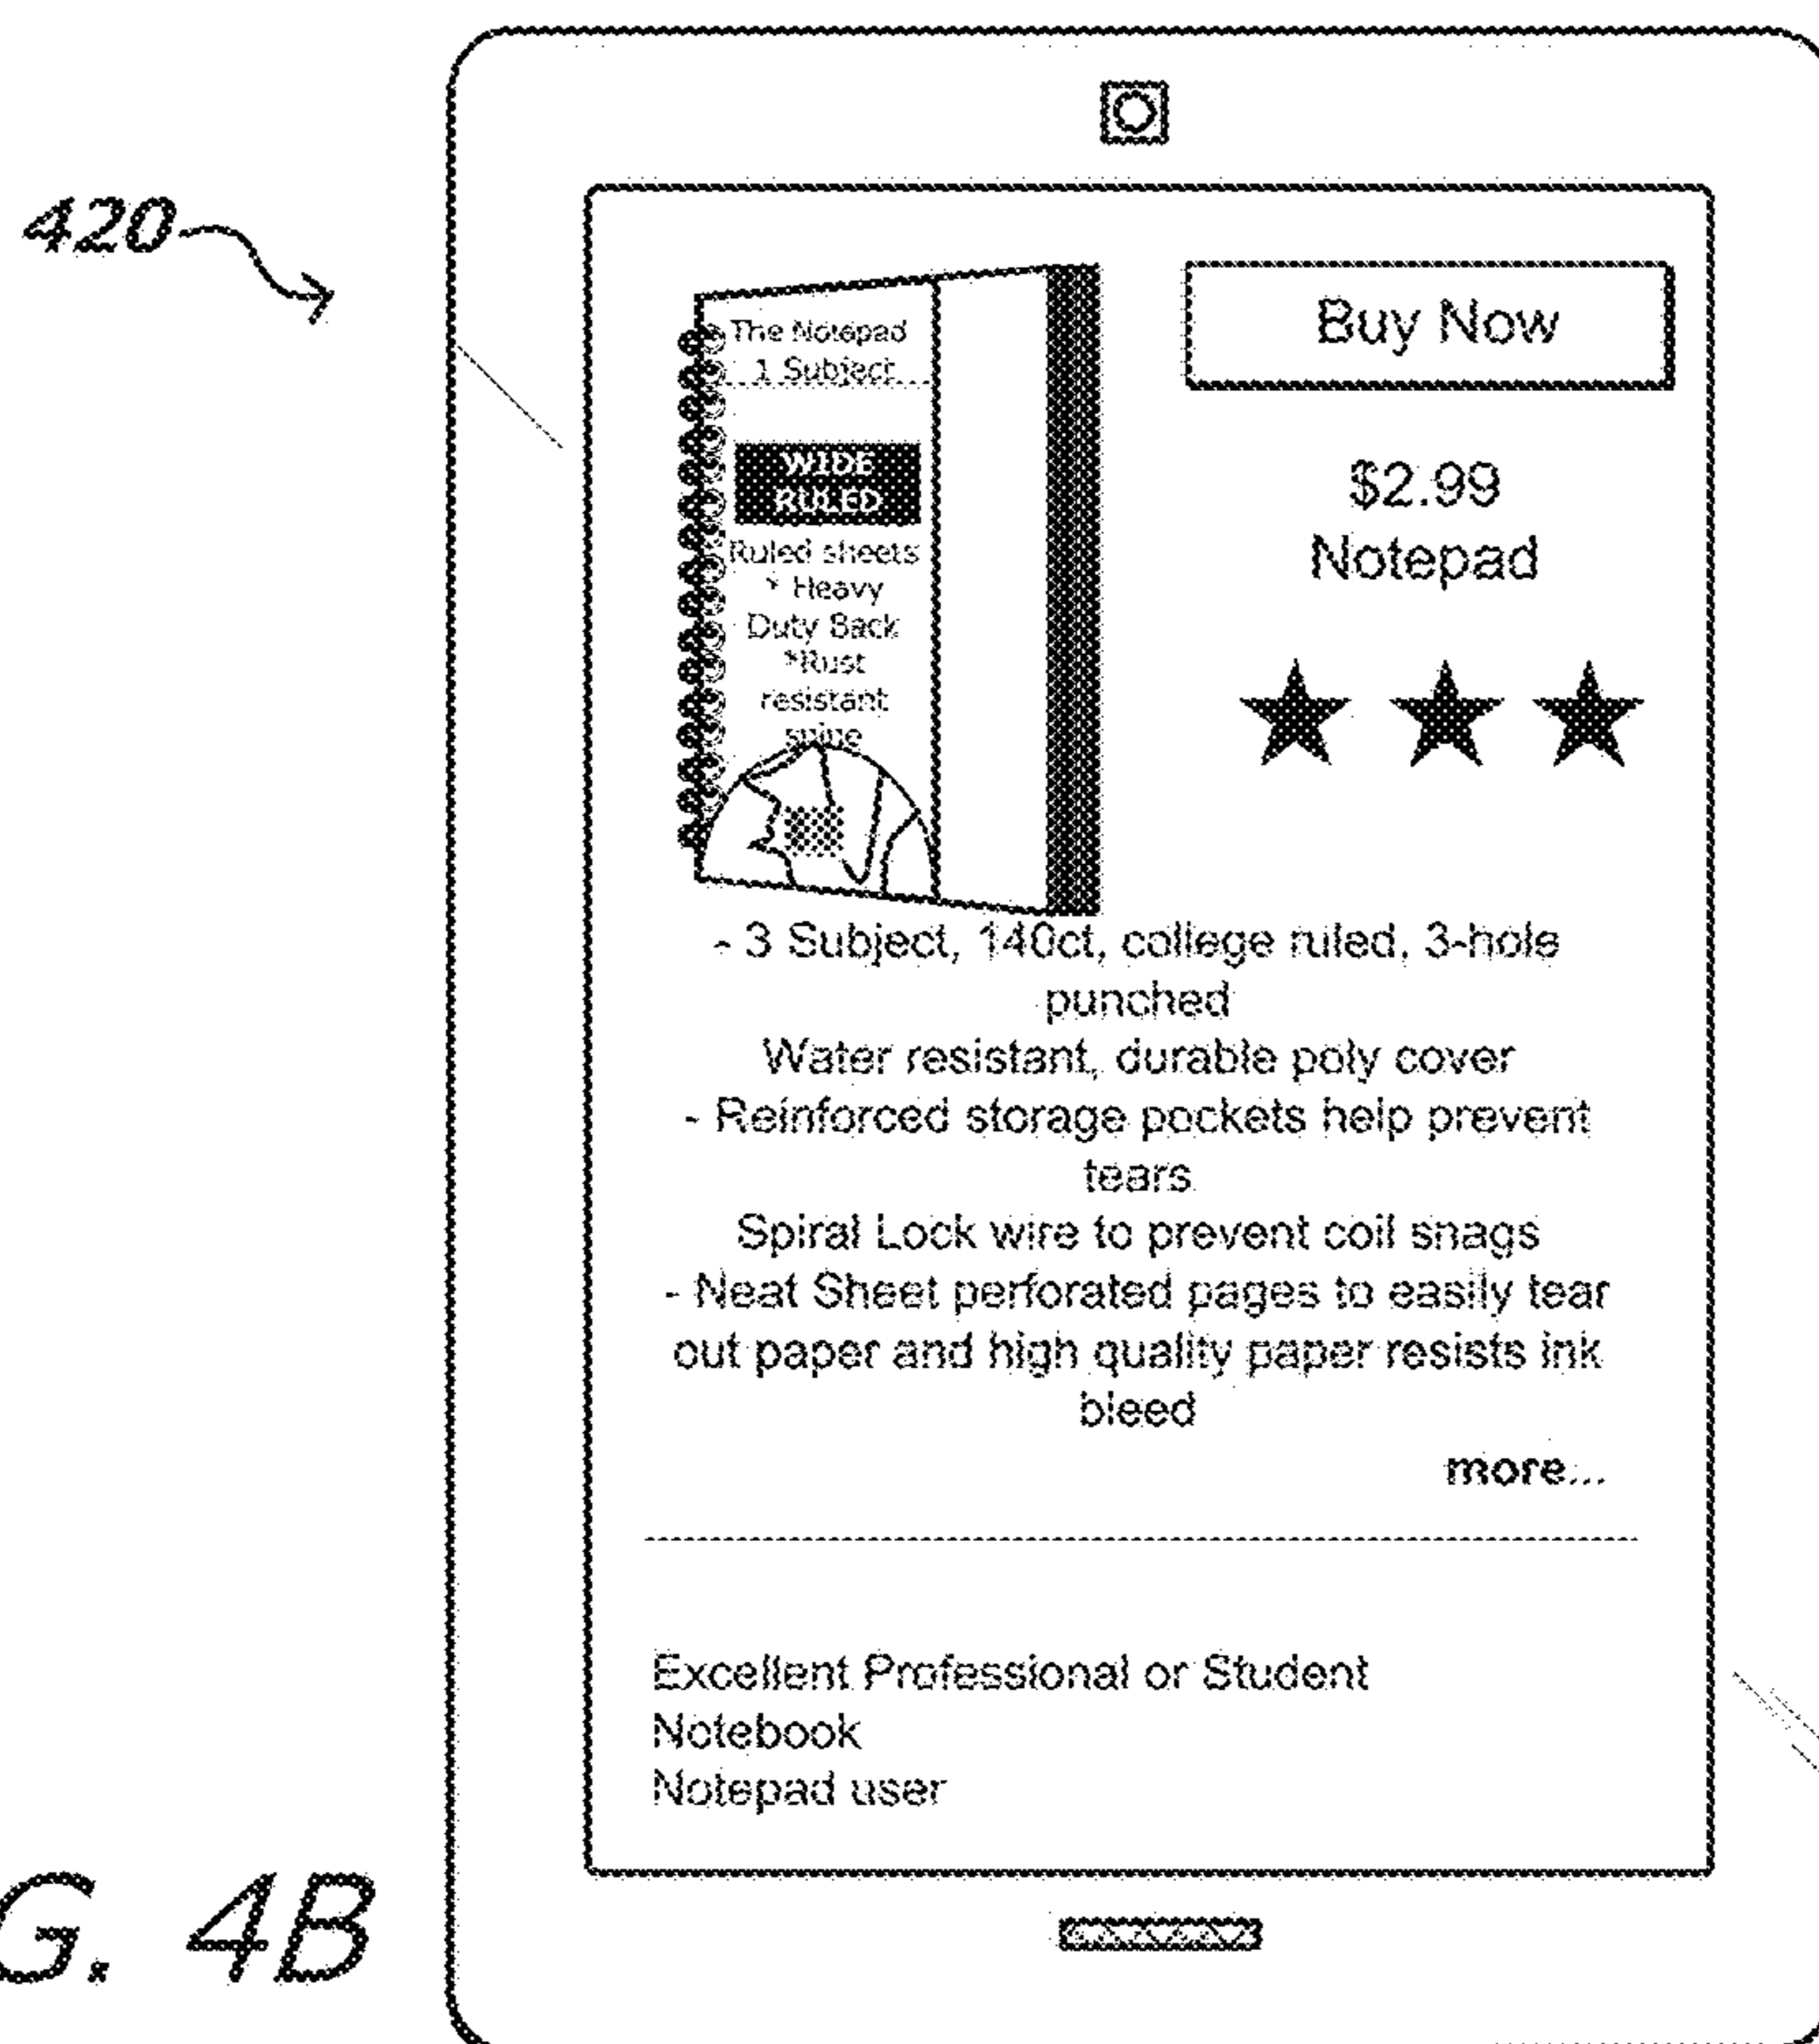 420
The Notepad
1 Subject
WIDE
RULED
Ruled sheets
* Heavy
Duty Back
*Rust
resistant
spine
Buy Now
$2.99
Notepad
- 3 Subject, 140ct, college ruled, 3-hole
punched
Water resistant, durable poly cover
- Reinforced storage pockets help prevent
tears
Spiral Lock wire to prevent coil snags
- Neat Sheet perforated pages to easily tear
out paper and high quality paper resists ink
bleed
more...
Excellent Professional or Student
Notebook
Notepad user
G. 4B